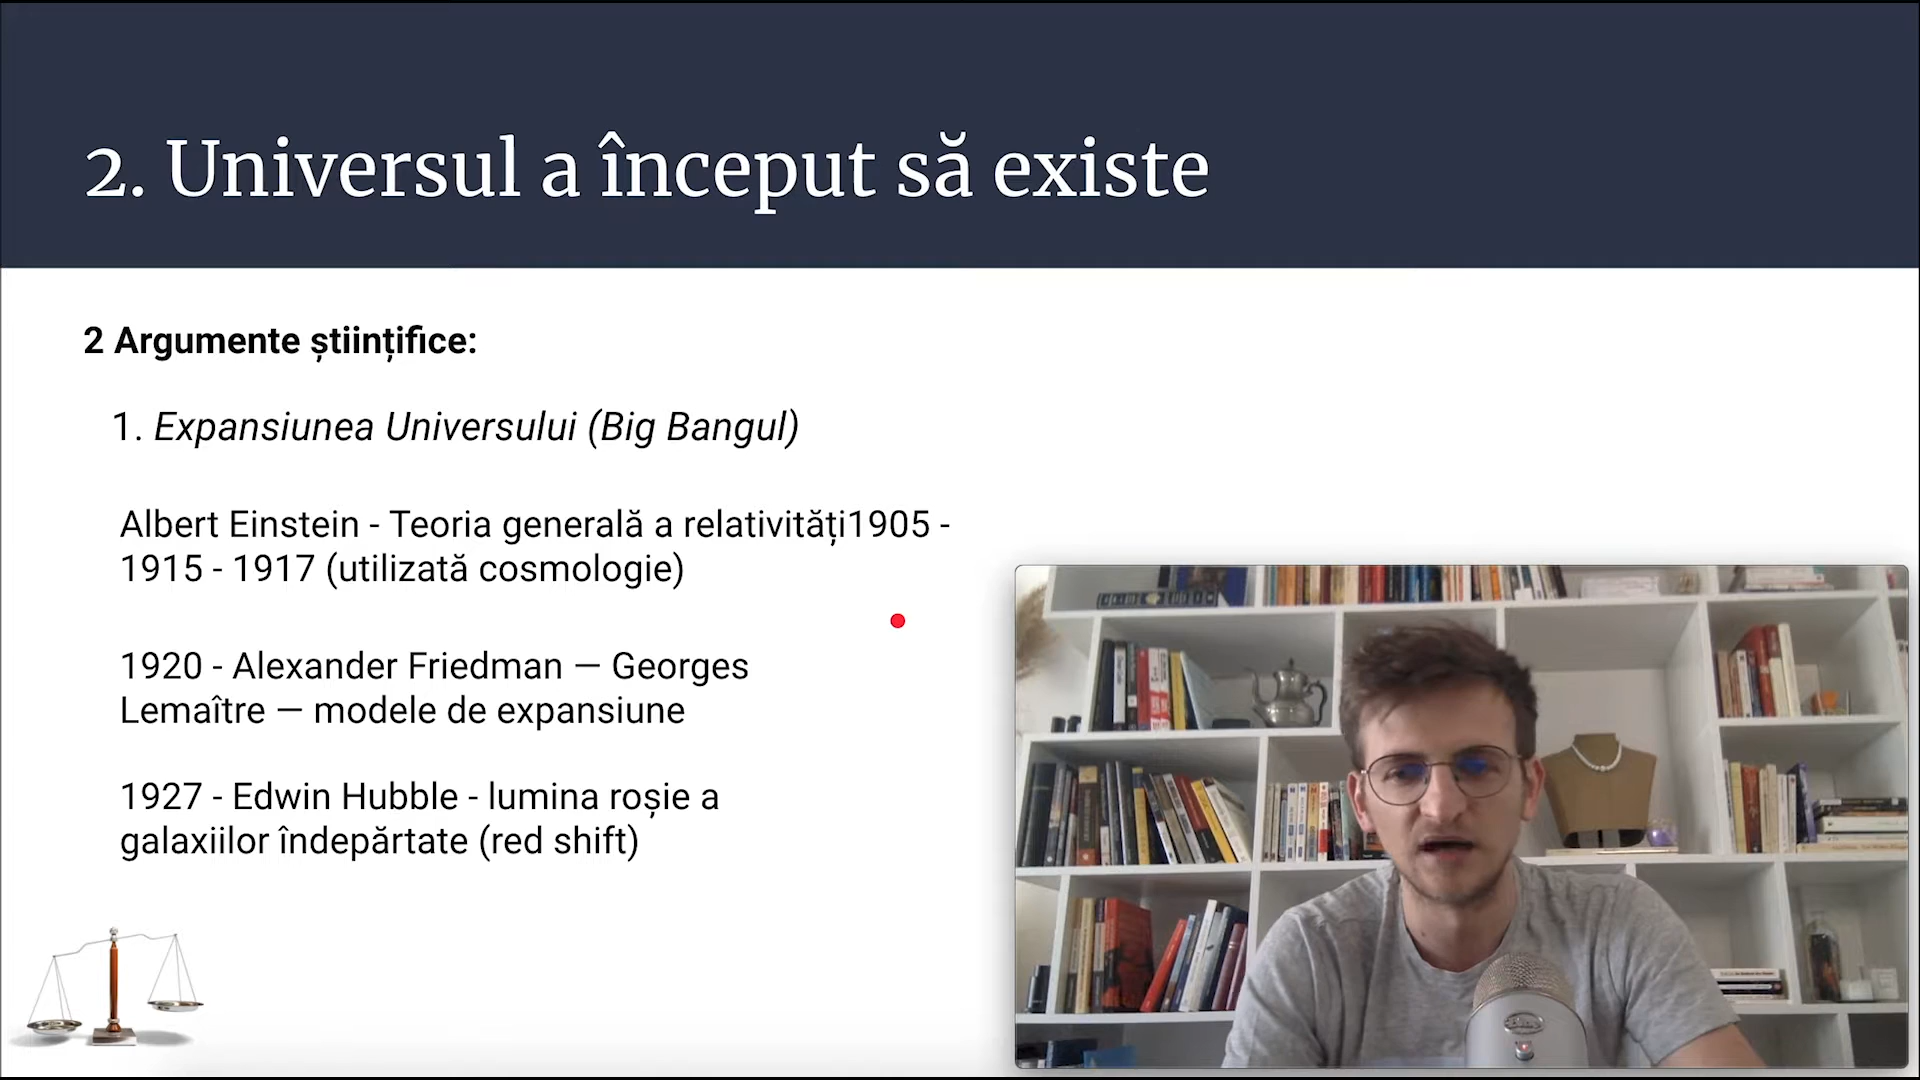 2. Universul a început să existe
2 Argumente științifice:
1. Expansiunea Universului (Big Bangul)
Albert Einstein - Teoria generală a relativități1905 -
1915 - 1917 (utilizată cosmologie)
1920 - Alexander Friedman — Georges
Lemaître — modele de expansiune
1927 - Edwin Hubble - lumina roșie a
galaxiilor îndepărtate (red shift)